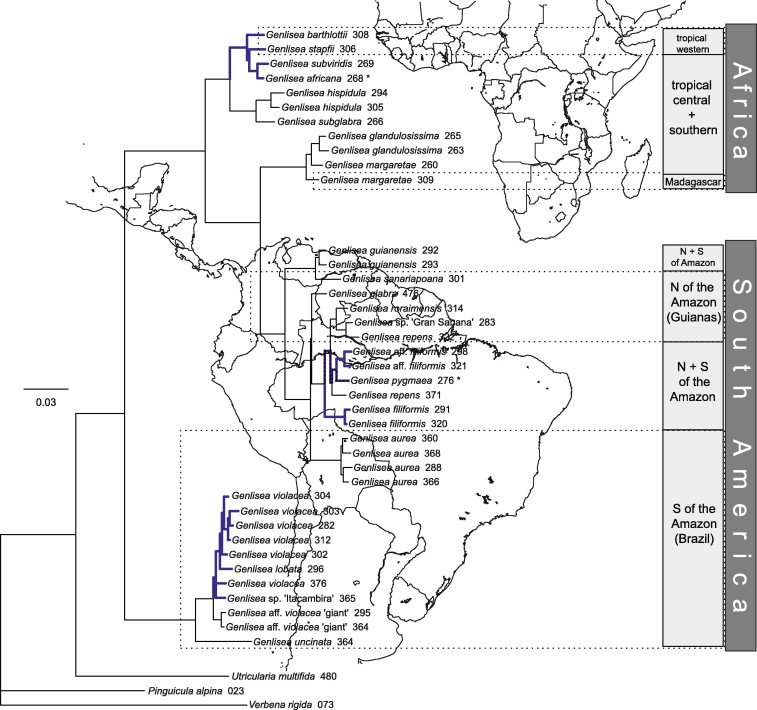 Genlisea barthlottii 308
Genlisea stapfii 306
Genlisea subviridis 269
Genlisea africana 268 *
Genlisea hispidula 294
Genlisea hispidula 305
Genlisea subglabra 266
Genlisea glandulosissima 265
Genlisea glandulosissima 263
Genlisea margaretae 260
Genlisea margaretae 309
tropical
western
tropical
central
+
southern
Madagascar
Africa
Genlisea guianensis 292
Genlisea guianensis 293
Genlisea sanariapoana 301
Genlisea glabra 476
Genlisea roraimensis 314
Genlisea sp. 'Gran Sabana' 283
Genlisea repens
Genlisea aff. filiformis 298
Genlisea aff. filiformis 321
Genlisea pygmaea 276 *
Genlisea repens 371
Genlisea filiformis 291
Genlisea filiformis 320
Genlisea aurea 360
Genlisea aurea 368
Genlisea aurea 288
Genlisea aurea 366
Genlisea violacea 304
Genlisea violacea 303
Genlisea violacea 282
Genlisea violacea 312
Genlisea violacea 302
Genlisea lobata 296
Genlisea violacea 376
Genlisea sp. 'Itacambira' 365
Genlisea aff. violacea 'giant' 295
Genlisea aff. violacea 'giant' 364
Genlisea uncinata 364
Utricularia multifida 480
Pinguicula alpina 023
Verbena rigida 073
N + S
of Amazon
N of the
Amazon
(Guianas)
N + S
of the
Amazon
S of the
Amazon
(Brazil)
South America
0.03